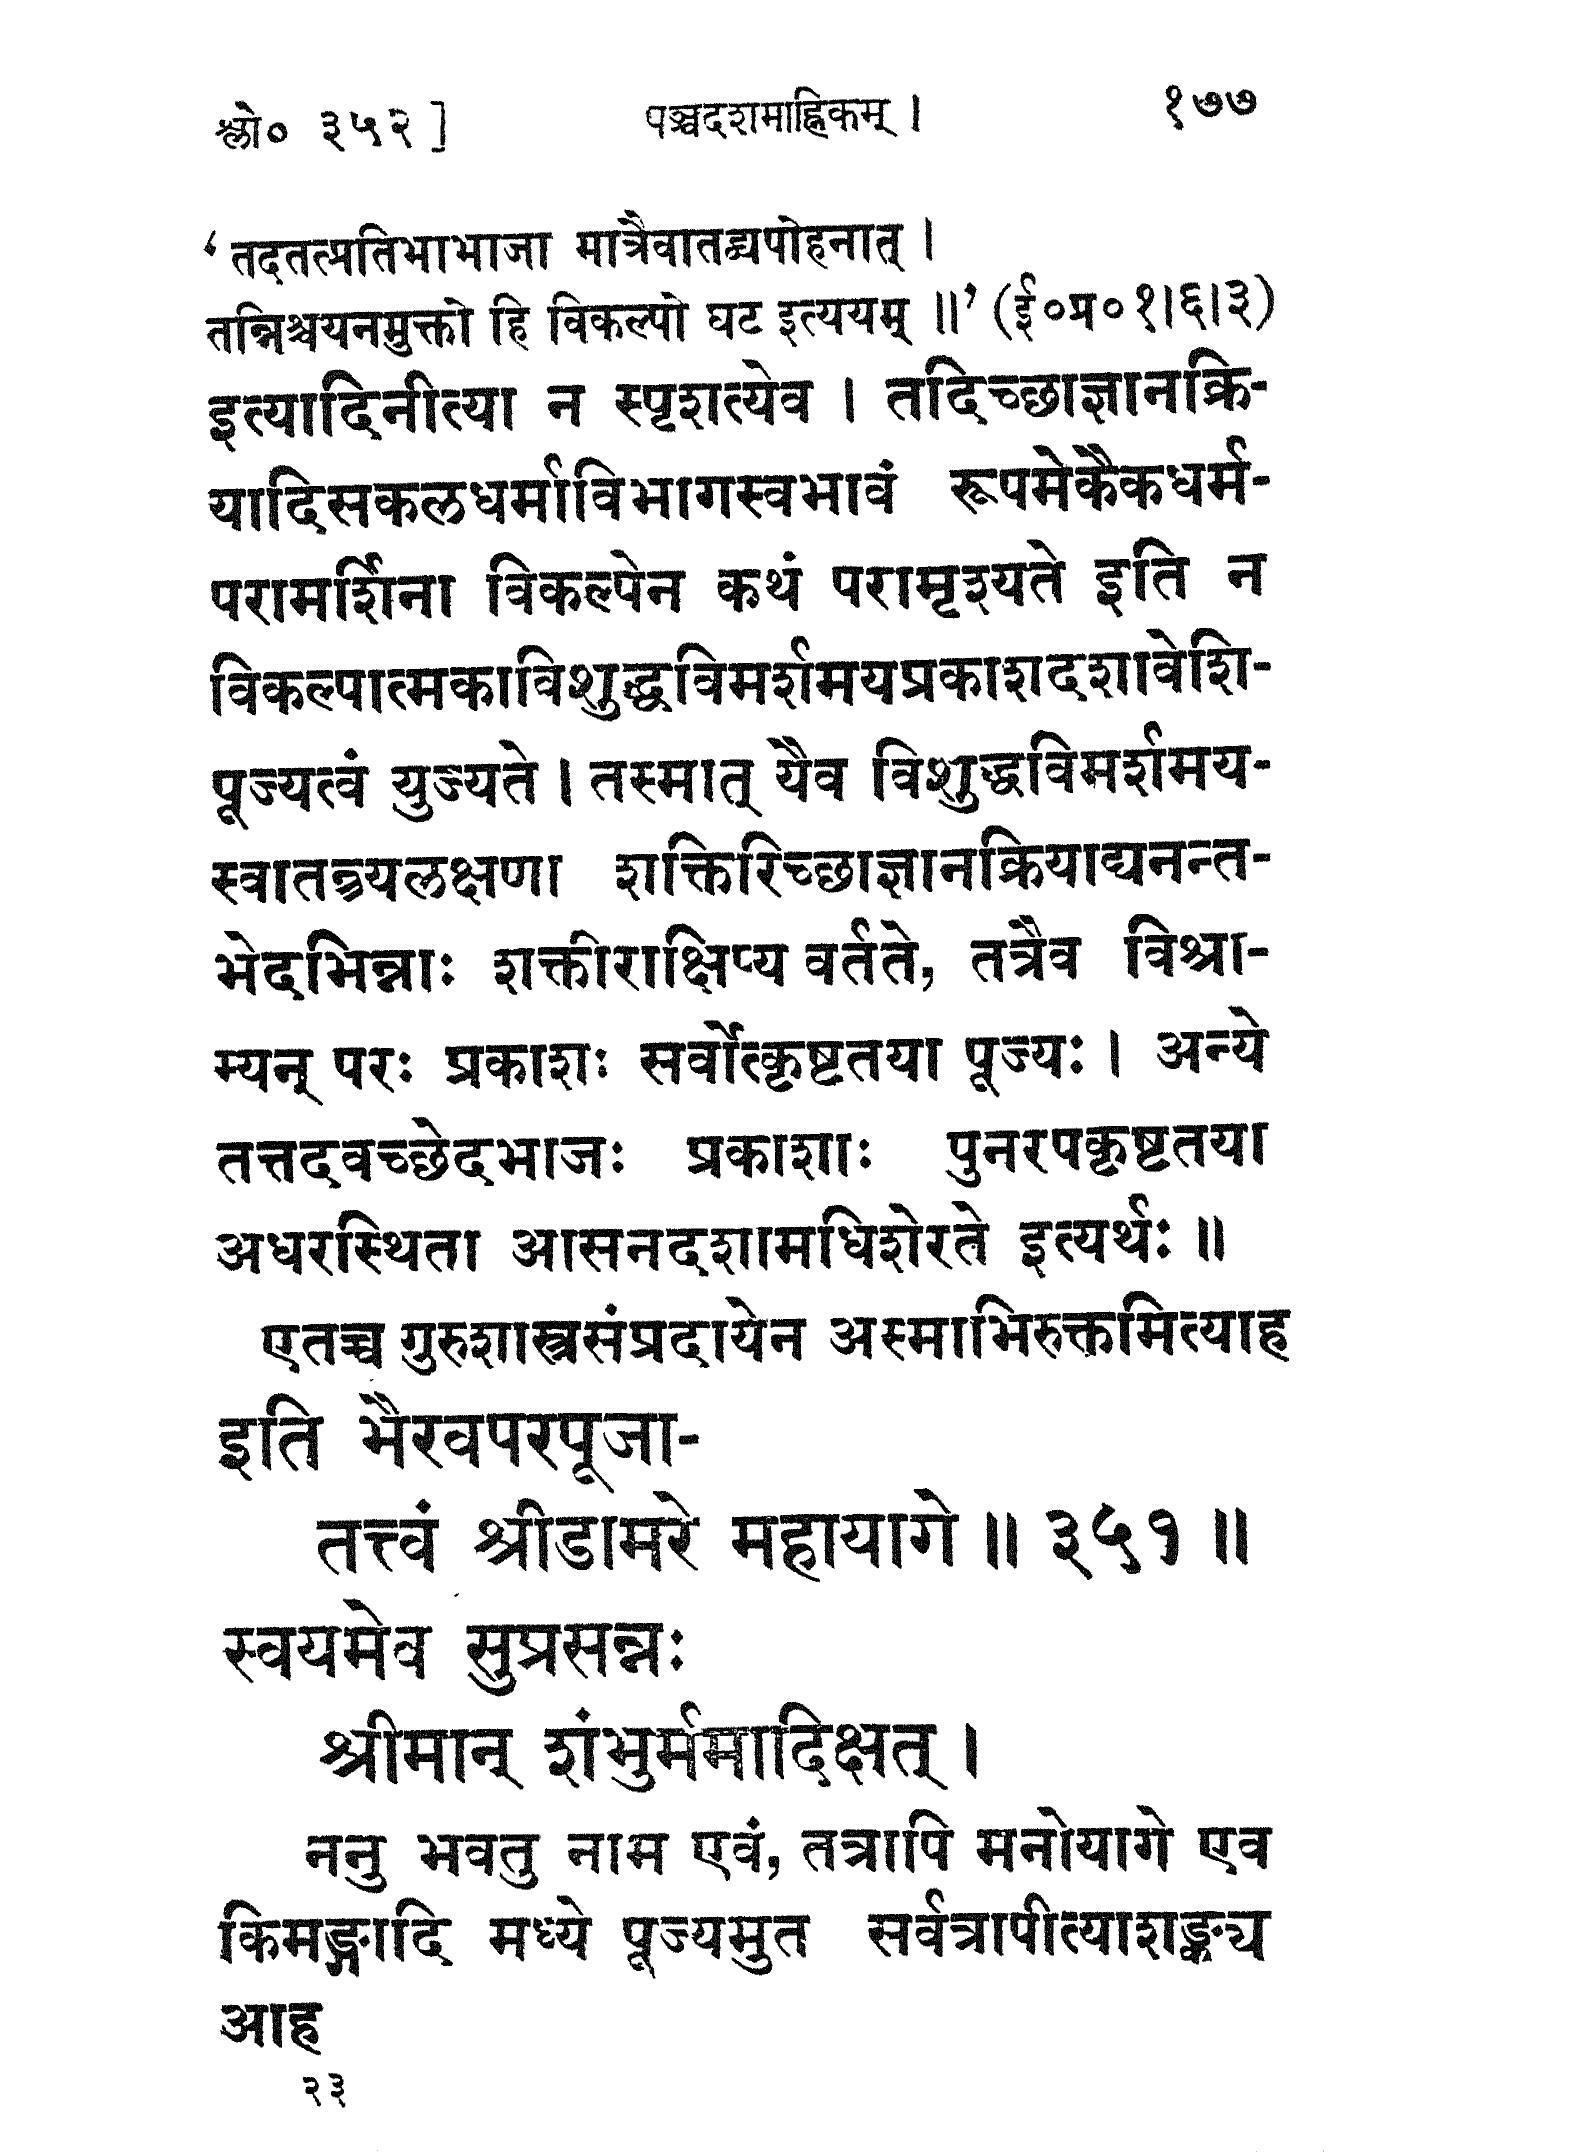 श्लो० ३५२] पञ्चदशमाह्निकम् । १७७
‘ तदतत्प्रतिभाभाजा मात्रैवातद्व्यपोहनात् ।
तन्निश्चयनमुक्तो हि विकल्पो घट इत्ययम् ॥’ (ई०प्र०१।६।३)
इत्यादिनीत्या न स्पृशत्येव । तदिच्छाज्ञानक्रि-
यादिसकलधर्माविभागस्वभावं रूपमेकैकधर्म-
परामर्शिना विकल्पेन कथं परामृश्यते इति न
विकल्पात्मकाविशुद्धविमर्शमयप्रकाशदशावेशि-
पूज्यत्वं युज्यते । तस्मात् यैव विशुद्धविमर्शमय-
स्वातन्त्र्यलक्षणा शक्तिरिच्छाज्ञानक्रियाद्यनन्त-
भेदभिन्नाः शक्तीराक्षिप्य वर्तते, तत्रैव विश्रा-
म्यन् परः प्रकाशः सर्वोत्कृष्टतया पूज्यः । अन्ये
तत्तदवच्छेदभाजः प्रकाशाः पुनरपकृष्टतया
अधरस्थिता आसनदशामधिशेरते इत्यर्थः ॥
एतच्च गुरुशास्त्रसंप्रदायेन अस्माभिरुक्तमित्याह
इति भैरवपरपूजा-
तत्त्वं श्रीडामरे महायागे ॥ ३५१ ॥
स्वयमेव सुप्रसन्नः
श्रीमान् शंभुर्ममादिक्षत् ।
ननु भवतु नाम एवं, तत्रापि मनोयागे एव
किमङ्गादि मध्ये पूज्यमुत सर्वत्रापीत्याशङ्क्य
आह
२३